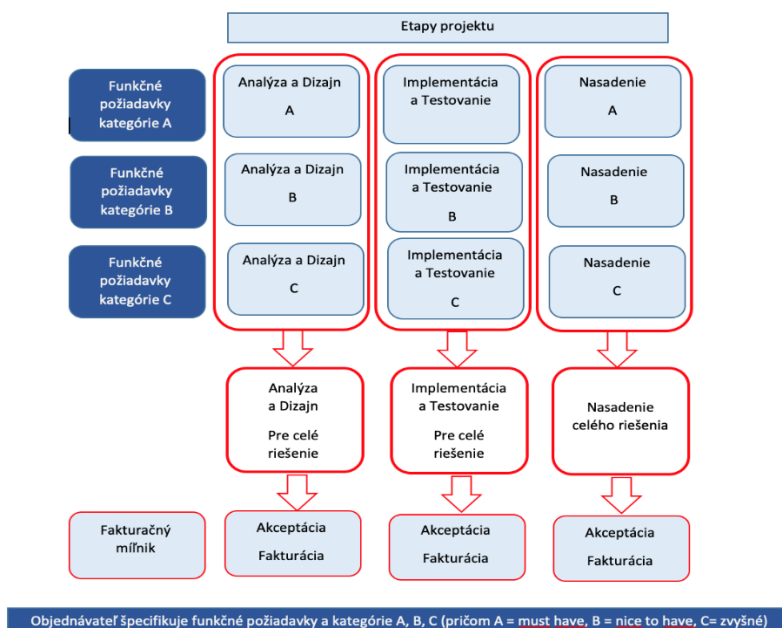 Etapy projektu
Funkčné
požiadavky
kategórie A
Analýza a Dizajn
A
Implementácia
a Testovanie
Nasadenie
A
Funkčné
požiadavky
kategórie B
Analýza a Dizajn
B
Implementácia
a Testovanie
B
Nasadenie
B
Funkčné
požiadavky
kategórie C
Analýza a Dizajn
C
Implementácia
a Testovanie
C
Nasadenie
C
Analýza
a Dizajn
Pre celé
riešenie
Implementácia
a Testovanie
Pre celé
riešenie
Nasadenie
celého riešenia
Fakturačný
míľnik
Akceptácia
Fakturácia
Akceptácia
Fakturácia
Akceptácia
Fakturácia
Objednávateľ špecifikuje funkčné požiadavky a kategórie A, B, C (pričom A = must have, B = nice to have, C= zvyšné)